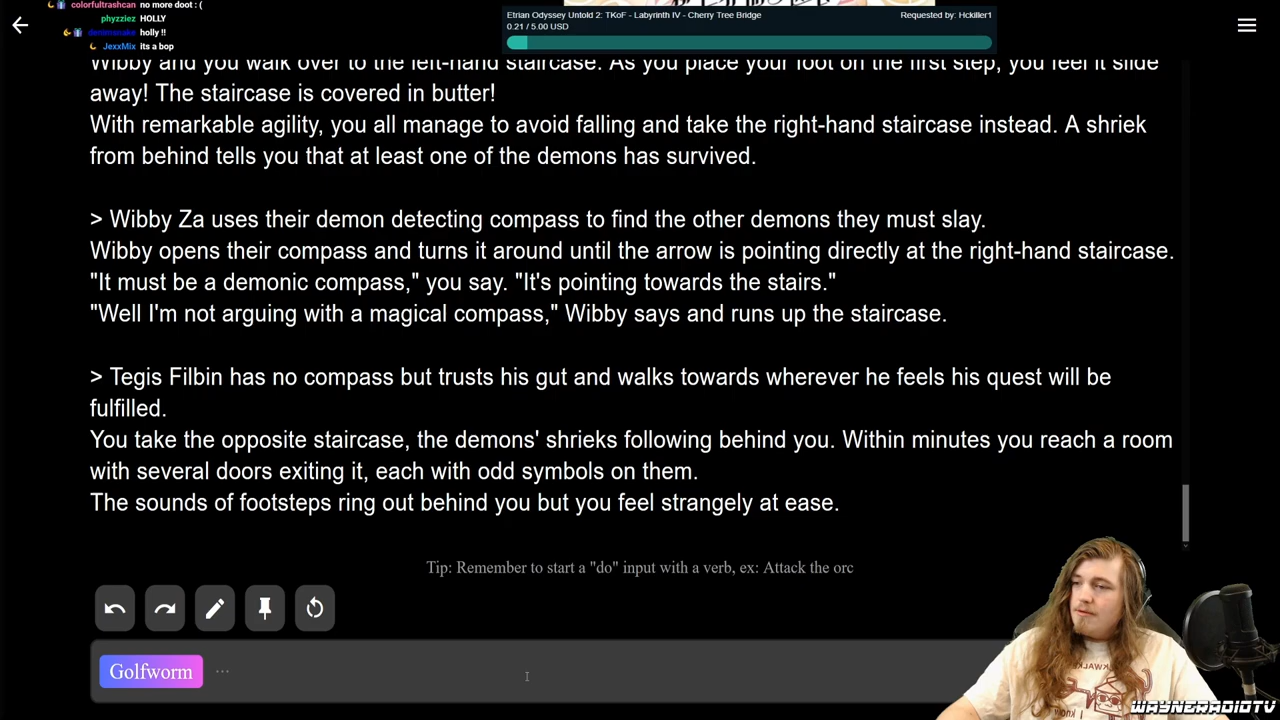 colorfultrashcan no more doot : (
phyzziez HOLLY
denimsnake holly !!
JexxMix its a bop
Etrian Odyssey Untold 2: TKoF - Labyrinth IV - Cherry Tree Bridge Requested by: Hckiller1
0.21 / 5.00 USD
Wibby and you walk over to the left-hand staircase. As you place your foot on the first step, you feel it slide
away! The staircase is covered in butter!
With remarkable agility, you all manage to avoid falling and take the right-hand staircase instead. A shriek
from behind tells you that at least one of the demons has survived.
> Wibby Za uses their demon detecting compass to find the other demons they must slay.
Wibby opens their compass and turns it around until the arrow is pointing directly at the right-hand staircase.
"It must be a demonic compass," you say. "It's pointing towards the stairs."
"Well I'm not arguing with a magical compass," Wibby says and runs up the staircase.
> Tegis Filbin has no compass but trusts his gut and walks towards wherever he feels his quest will be
fulfilled.
You take the opposite staircase, the demons' shrieks following behind you. Within minutes you reach a room
with several doors exiting it, each with odd symbols on them.
The sounds of footsteps ring out behind you but you feel strangely at ease.
Tip: Remember to start a "do" input with a verb, ex: Attack the orc
Golfworm ...
WAYNERADIOTV